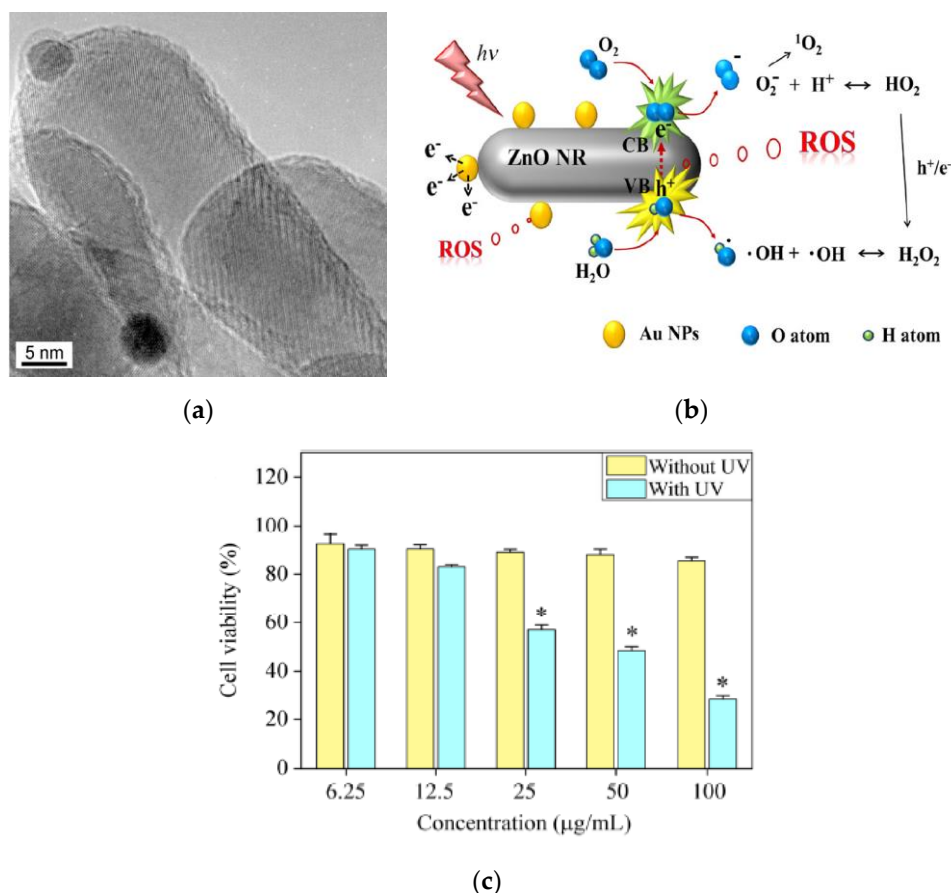 5 nm
(a)
hν
O₂
-
¹O₂
O₂⁻ + H⁺ ↔ HO₂
e⁻
CB
ZnO NR
ROS
e⁻
e⁻
e⁻
VB h⁺
h⁺/e⁻
ROS
H₂O
·
·OH + ·OH ↔ H₂O₂
Au NPs
O atom
H atom
(b)
Without UV
With UV
120
100
80
60
40
20
0
*
*
*
Cell viability (%)
6.25
12.5
25
50
100
Concentration (μg/mL)
(c)